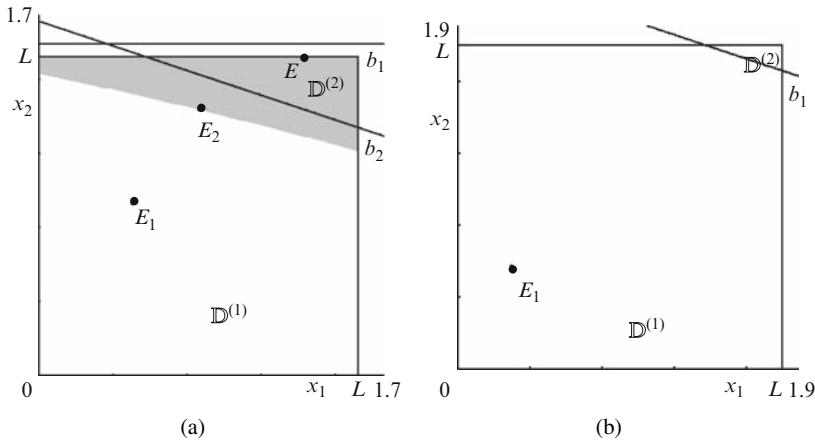 1.7
L
x₂
E
𝔻⁽²⁾
b₁
E₂
b₂
E₁
𝔻⁽¹⁾
0
x₁
L 1.7
(a)
1.9
L
x₂
𝔻⁽²⁾
b₁
E₁
𝔻⁽¹⁾
0
x₁
L 1.9
(b)